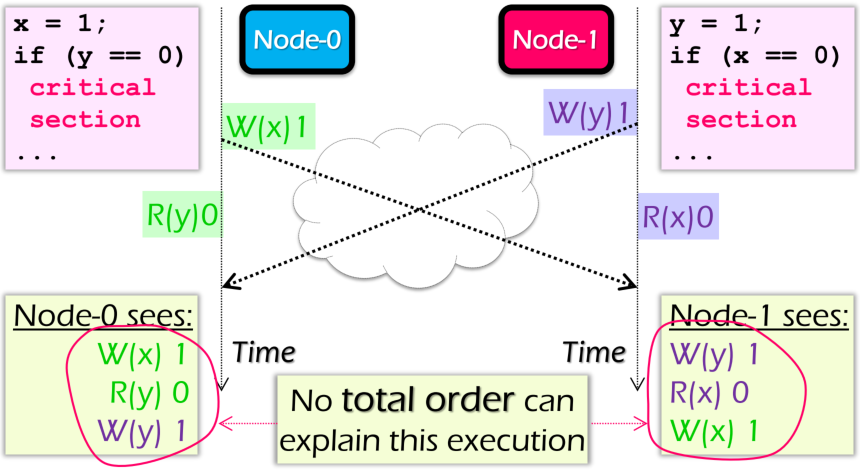 x = 1;
if (y == 0)
critical
section
...
Node-0
Node-1
y = 1;
if (x == 0)
critical
section
...
W(x)1
W(y)1
R(y)0
R(x)0
Node-0 sees:
W(x) 1
R(y) 0
W(y) 1
Time
Time
No total order can
explain this execution
Node-1 sees:
W(y) 1
R(x) 0
W(x) 1